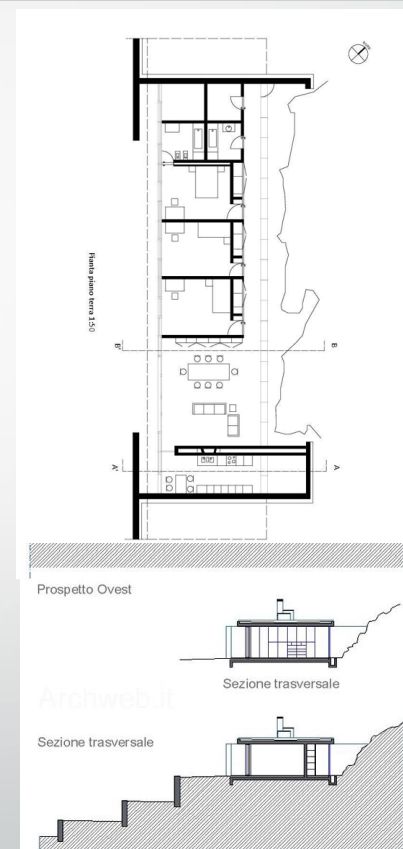 Pianta piano terra 1:50
B'
B
A'
A
Prospetto Ovest
Sezione trasversale
Archweb.it
Sezione trasversale